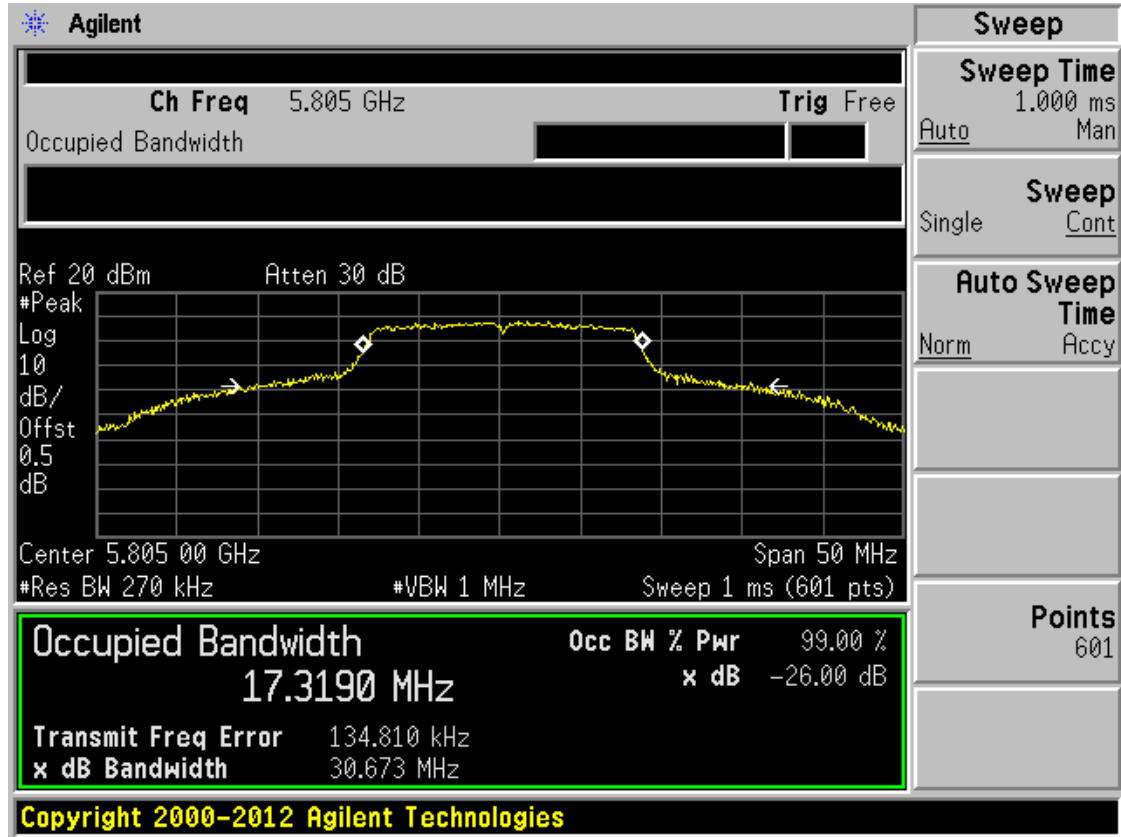 Agilent
Ch Freq 5.805 GHz Trig Free
Occupied Bandwidth
Ref 20 dBm Atten 30 dB
#Peak
Log
10
dB/
Offst
0.5
dB
Center 5.805 00 GHz Span 50 MHz
#Res BW 270 kHz #VBW 1 MHz Sweep 1 ms (601 pts)
Occupied Bandwidth
17.3190 MHz
Occ BW % Pwr 99.00 %
x dB -26.00 dB
Transmit Freq Error 134.810 kHz
x dB Bandwidth 30.673 MHz
Copyright 2000-2012 Agilent Technologies
Sweep
Sweep Time
1.000 ms
Auto Man
Sweep
Single Cont
Auto Sweep
Time
Norm Accy
Points
601